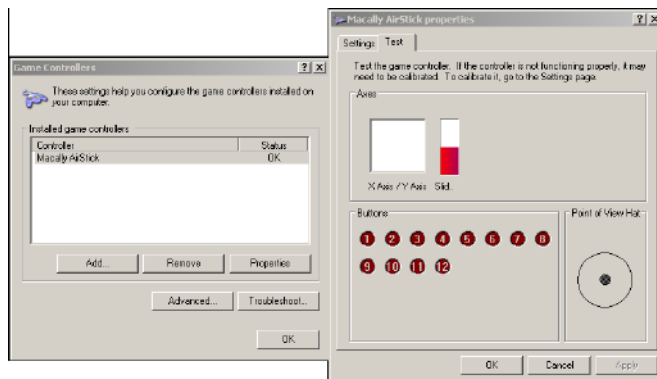 Game Controllers
These settings help you configure the game controllers installed on
your computer.
Installed game controllers
Controller Status
Macally AirStick OK
Add... Remove Properties
Advanced... Troubleshoot...
OK
Macally AirStick properties
Settings Test
Test the game controller. If the controller is not functioning properly, it may
need to be calibrated. To calibrate it, go to the Settings page.
Axes
X Axis / Y Axis Slid..
Buttons
1 2 3 4 5 6 7 8
9 10 11 12
Point of View Hat
OK Cancel Apply